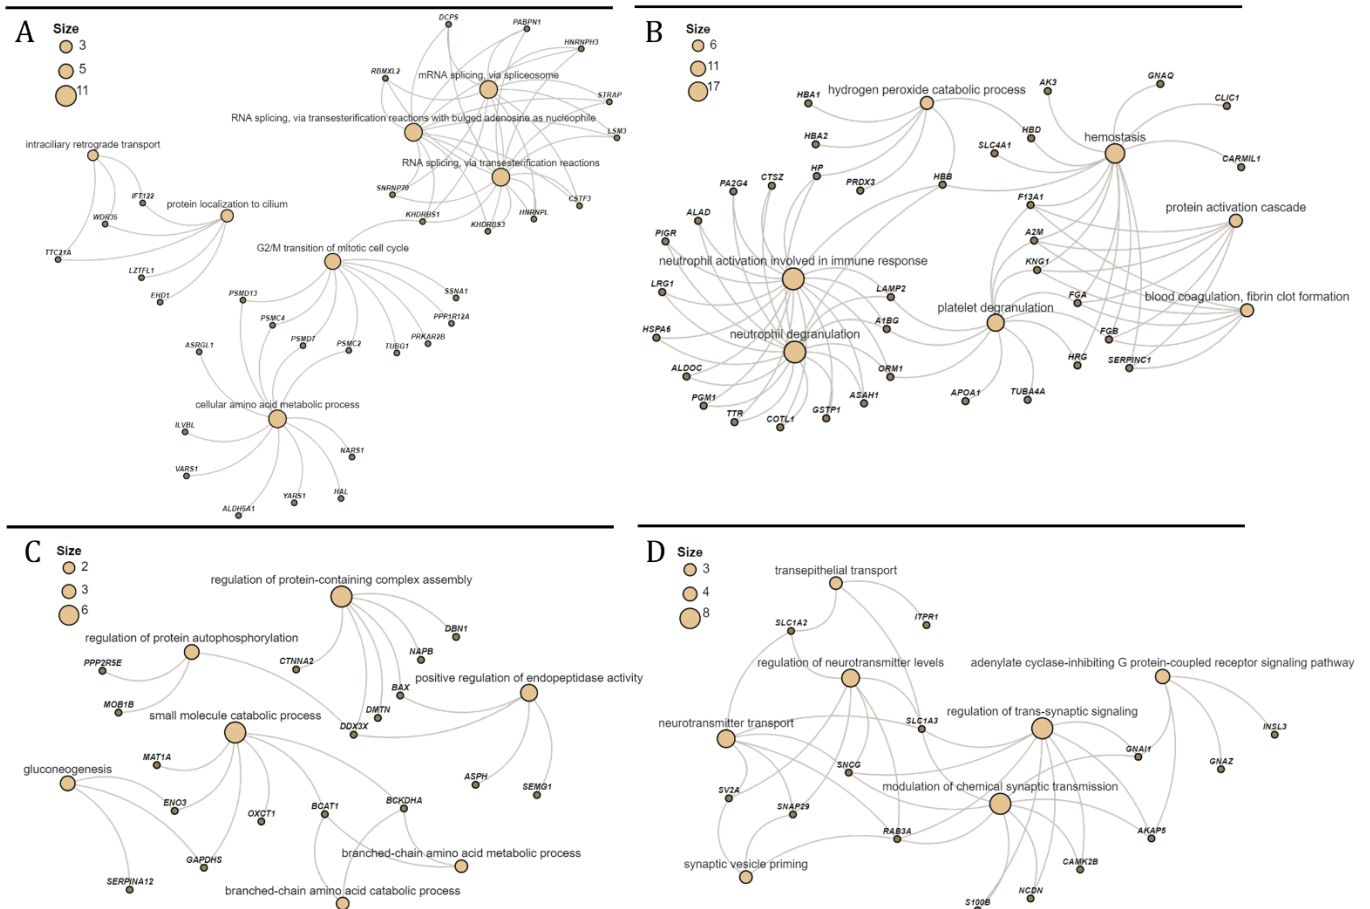 A
Size
3
5
11
DCPS
PABPN1
HNRNPH3
RBMXL2
mRNA splicing, via spliceosome
STRAP
RNA splicing, via transesterification reactions with bulged adenosine as nucleophile
LSM3
intraciliary retrograde transport
RNA splicing, via transesterification reactions
SNRNP70
IFT122
protein localization to cilium
CSTF3
WDR35
KHDRBS1
HNRNPL
KHDRBS3
TTC21A
G2/M transition of mitotic cell cycle
LZTFL1
EHD1
PSMD13
SSNA1
PSMC4
PPP1R12A
ASRGL1
PSMD7
PSMC2
TUBG1
PRKAR2B
cellular amino acid metabolic process
ILVBL
NARS1
VARS1
YARS1
HAL
ALDH5A1
B
Size
6
11
17
hydrogen peroxide catabolic process
AK3
GNAQ
HBA1
CLIC1
HBA2
HBD
hemostasis
SLC4A1
CARMIL1
PA2G4
CTSZ
HP
PRDX3
HBB
F13A1
protein activation cascade
ALAD
PIGR
A2M
neutrophil activation involved in immune response
KNG1
LRG1
LAMP2
FGA
blood coagulation, fibrin clot formation
platelet degranulation
HSPA6
neutrophil degranulation
A1BG
FGB
HRG
SERPINC1
ALDOC
ORM1
PGM1
ASAH1
APOA1
TUBA4A
TTR
COTL1
GSTP1
C
Size
2
3
6
regulation of protein-containing complex assembly
DBN1
regulation of protein autophosphorylation
NAPB
PPP2R5E
CTNNA2
BAX
positive regulation of endopeptidase activity
MOB1B
DMTN
small molecule catabolic process
DDX3X
MAT1A
gluconeogenesis
ASPH
SEMG1
ENO3
OXCT1
BCAT1
BCKDHA
GAPDHS
branched-chain amino acid metabolic process
SERPINA12
branched-chain amino acid catabolic process
D
Size
3
4
8
transepithelial transport
ITPR1
SLC1A2
regulation of neurotransmitter levels
adenylate cyclase-inhibiting G protein-coupled receptor signaling pathway
regulation of trans-synaptic signaling
neurotransmitter transport
SLC1A3
INSL3
GNAI1
GNAZ
SNCG
modulation of chemical synaptic transmission
SV2A
SNAP29
RAB3A
AKAP5
synaptic vesicle priming
CAMK2B
NCDN
S100B